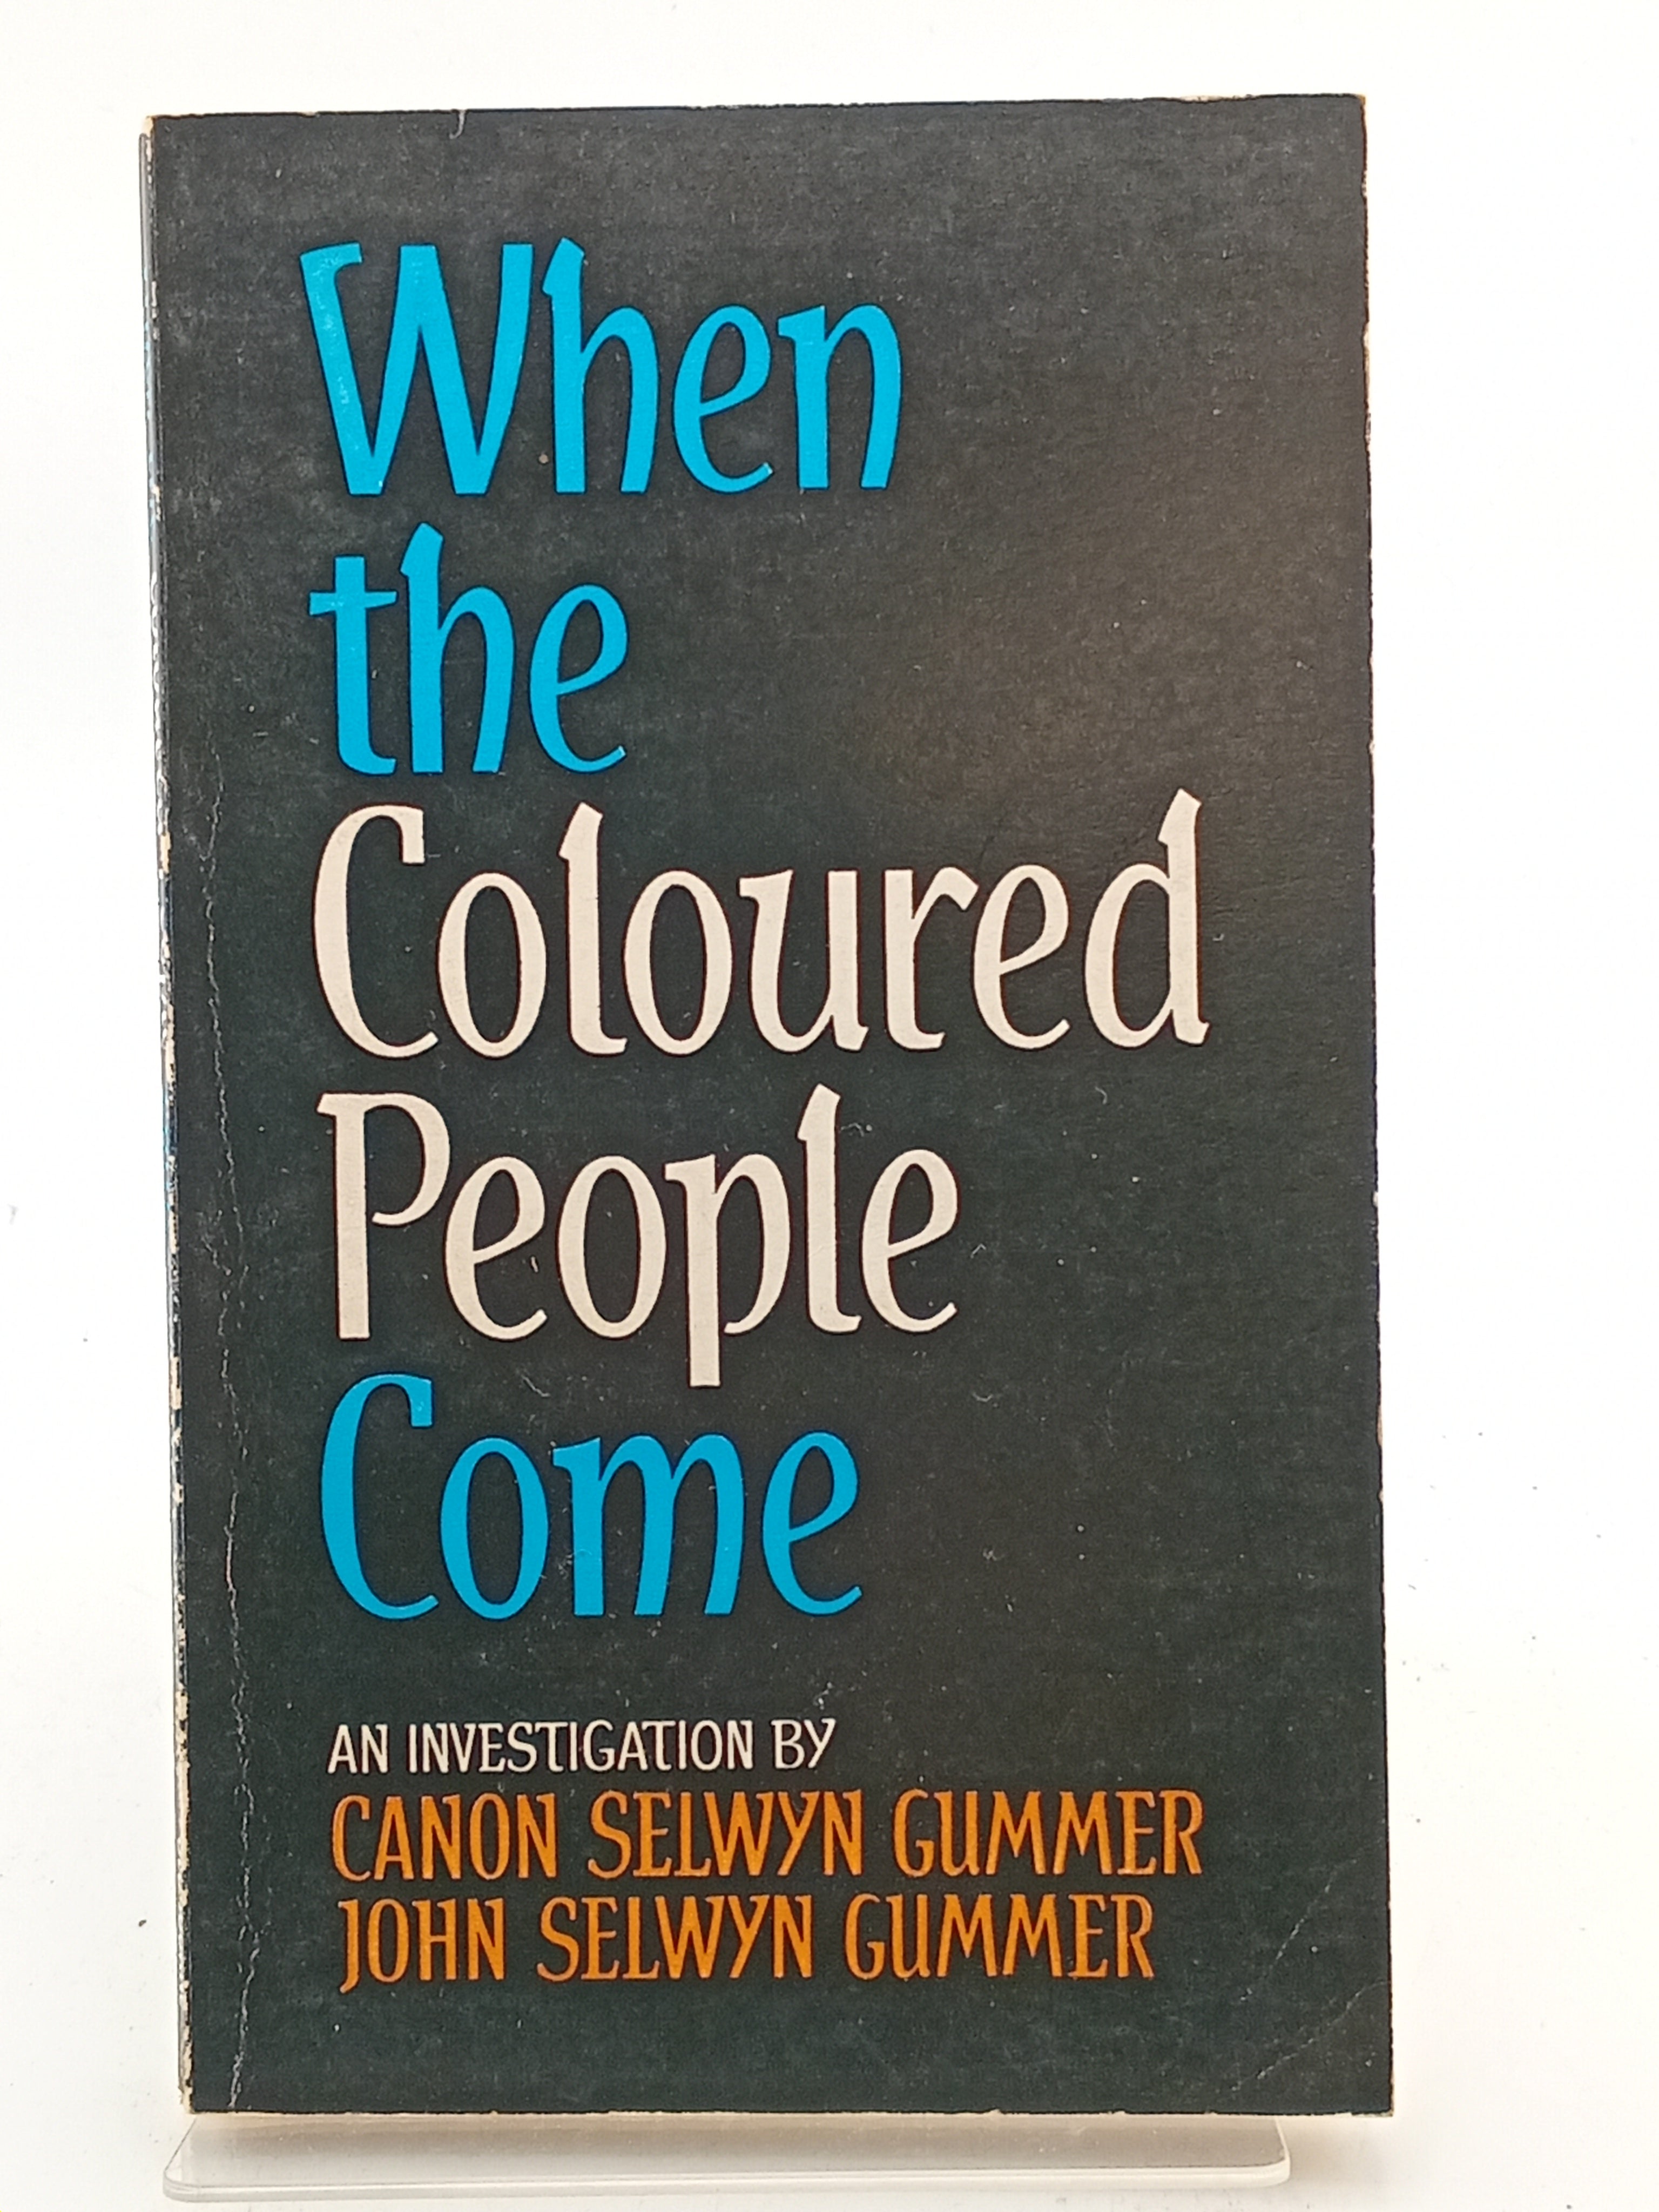 When
the
Coloured
People
Come
AN INVESTIGATION BY
CANON SELWYN GUMMER
JOHN SELWYN GUMMER